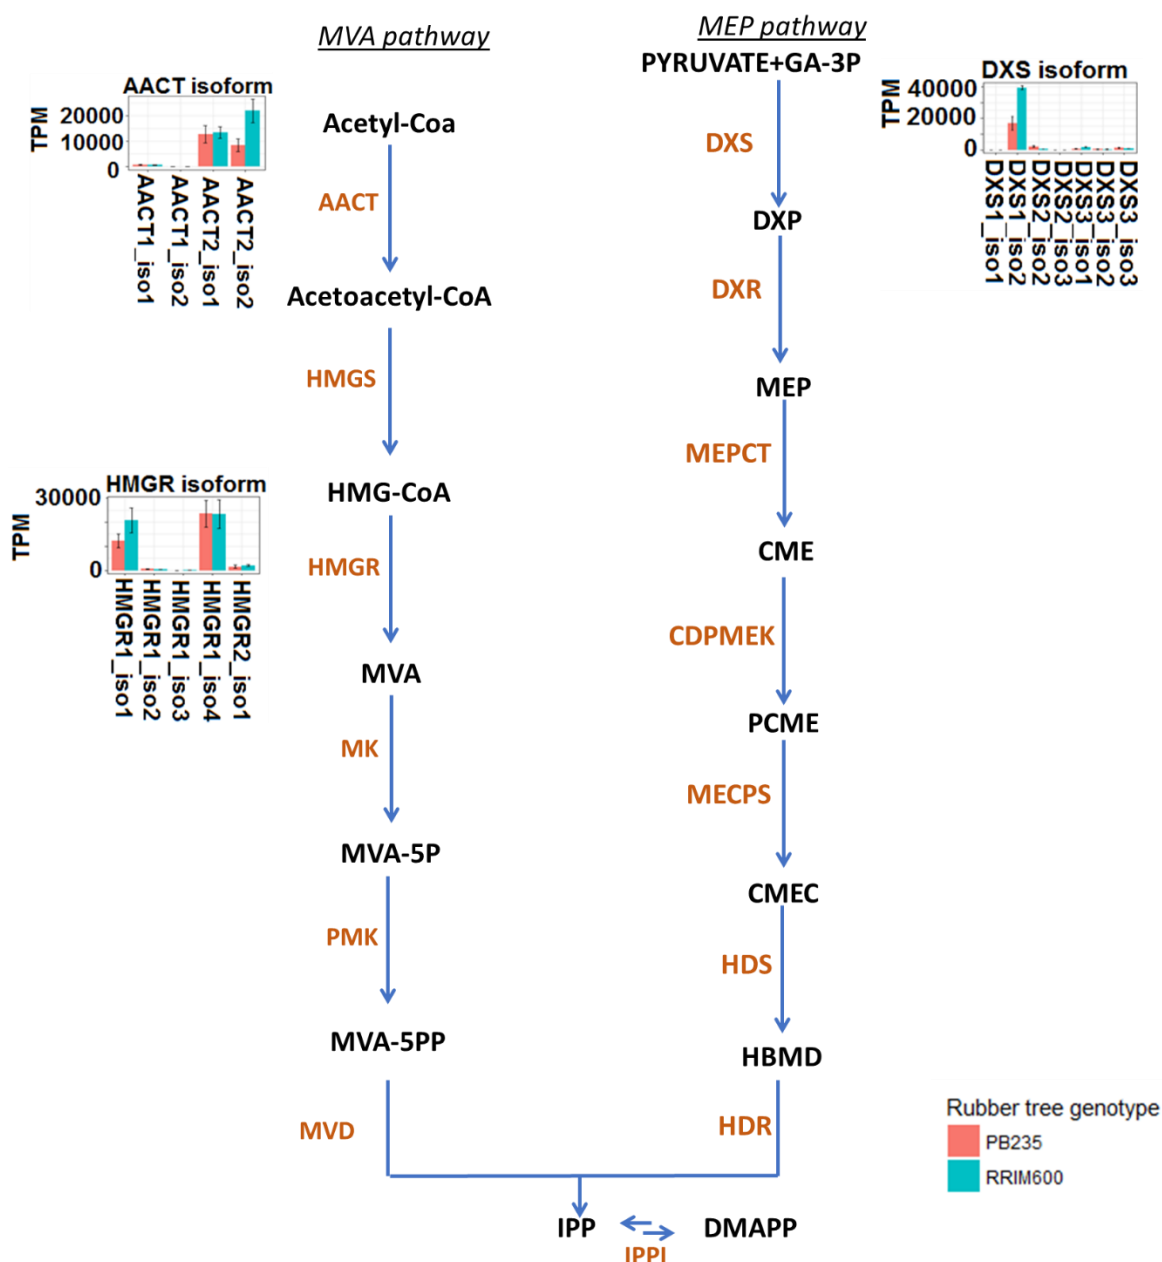 MVA pathway
MEP pathway
PYRUVATE+GA-3P
AACT isoform
TPM
20000
10000
0
AACT1_iso1
AACT1_iso2
AACT2_iso1
AACT2_iso2
DXS isoform
TPM
40000
20000
0
DXS1_iso1
DXS1_iso2
DXS2_iso2
DXS2_iso3
DXS3_iso1
DXS3_iso2
DXS3_iso3
Acetyl-Coa
DXS
AACT
DXP
DXR
Acetoacetyl-CoA
HMGS
MEP
MEPCT
HMGR isoform
TPM
30000
0
HMGR1_iso1
HMGR1_iso2
HMGR1_iso3
HMGR1_iso4
HMGR2_iso1
HMG-CoA
CME
HMGR
CDPMEK
MVA
PCME
MK
MECPS
MVA-5P
CMEC
PMK
HDS
MVA-5PP
HBMD
MVD
HDR
Rubber tree genotype
PB235
RRIM600
IPP
DMAPP
IPPI